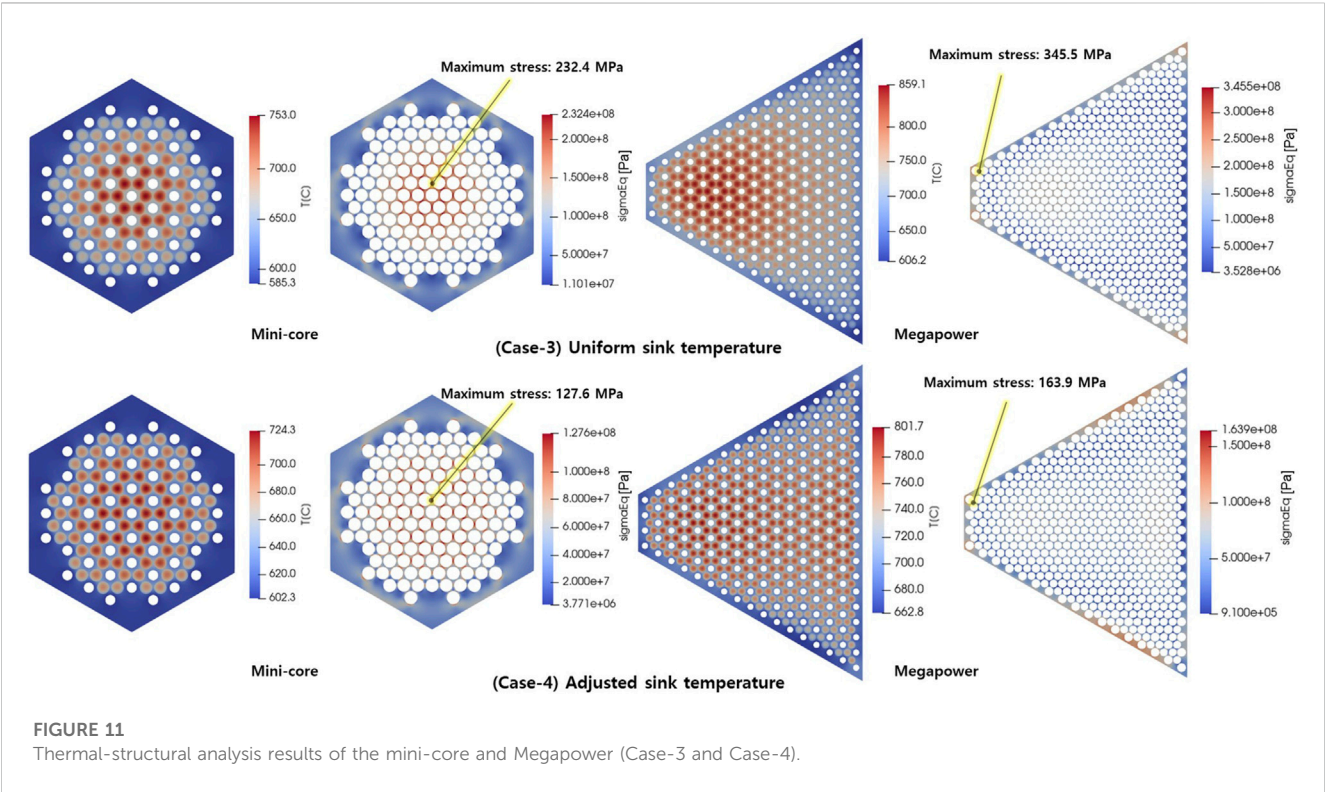 Maximum stress: 232.4 MPa
Maximum stress: 345.5 MPa
753.0
700.0
650.0
600.0
585.3
T(C)
2.324e+08
2.000e+8
1.500e+8
1.000e+8
5.000e+7
1.101e+07
sigmaEq [Pa]
859.1
800.0
750.0
700.0
650.0
606.2
T(C)
3.455e+08
3.000e+8
2.500e+8
2.000e+8
1.500e+8
1.000e+8
5.000e+7
3.528e+06
sigmaEq [Pa]
Mini-core
Megapower
(Case-3) Uniform sink temperature
Maximum stress: 127.6 MPa
Maximum stress: 163.9 MPa
724.3
700.0
680.0
660.0
640.0
620.0
602.3
T(C)
1.276e+08
1.000e+8
8.000e+7
6.000e+7
4.000e+7
2.000e+7
3.771e+06
sigmaEq [Pa]
801.7
780.0
760.0
740.0
720.0
700.0
680.0
662.8
T(C)
1.639e+08
1.500e+8
1.000e+8
5.000e+7
9.100e+05
sigmaEq [Pa]
Mini-core
Megapower
(Case-4) Adjusted sink temperature
FIGURE 11
Thermal-structural analysis results of the mini-core and Megapower (Case-3 and Case-4).